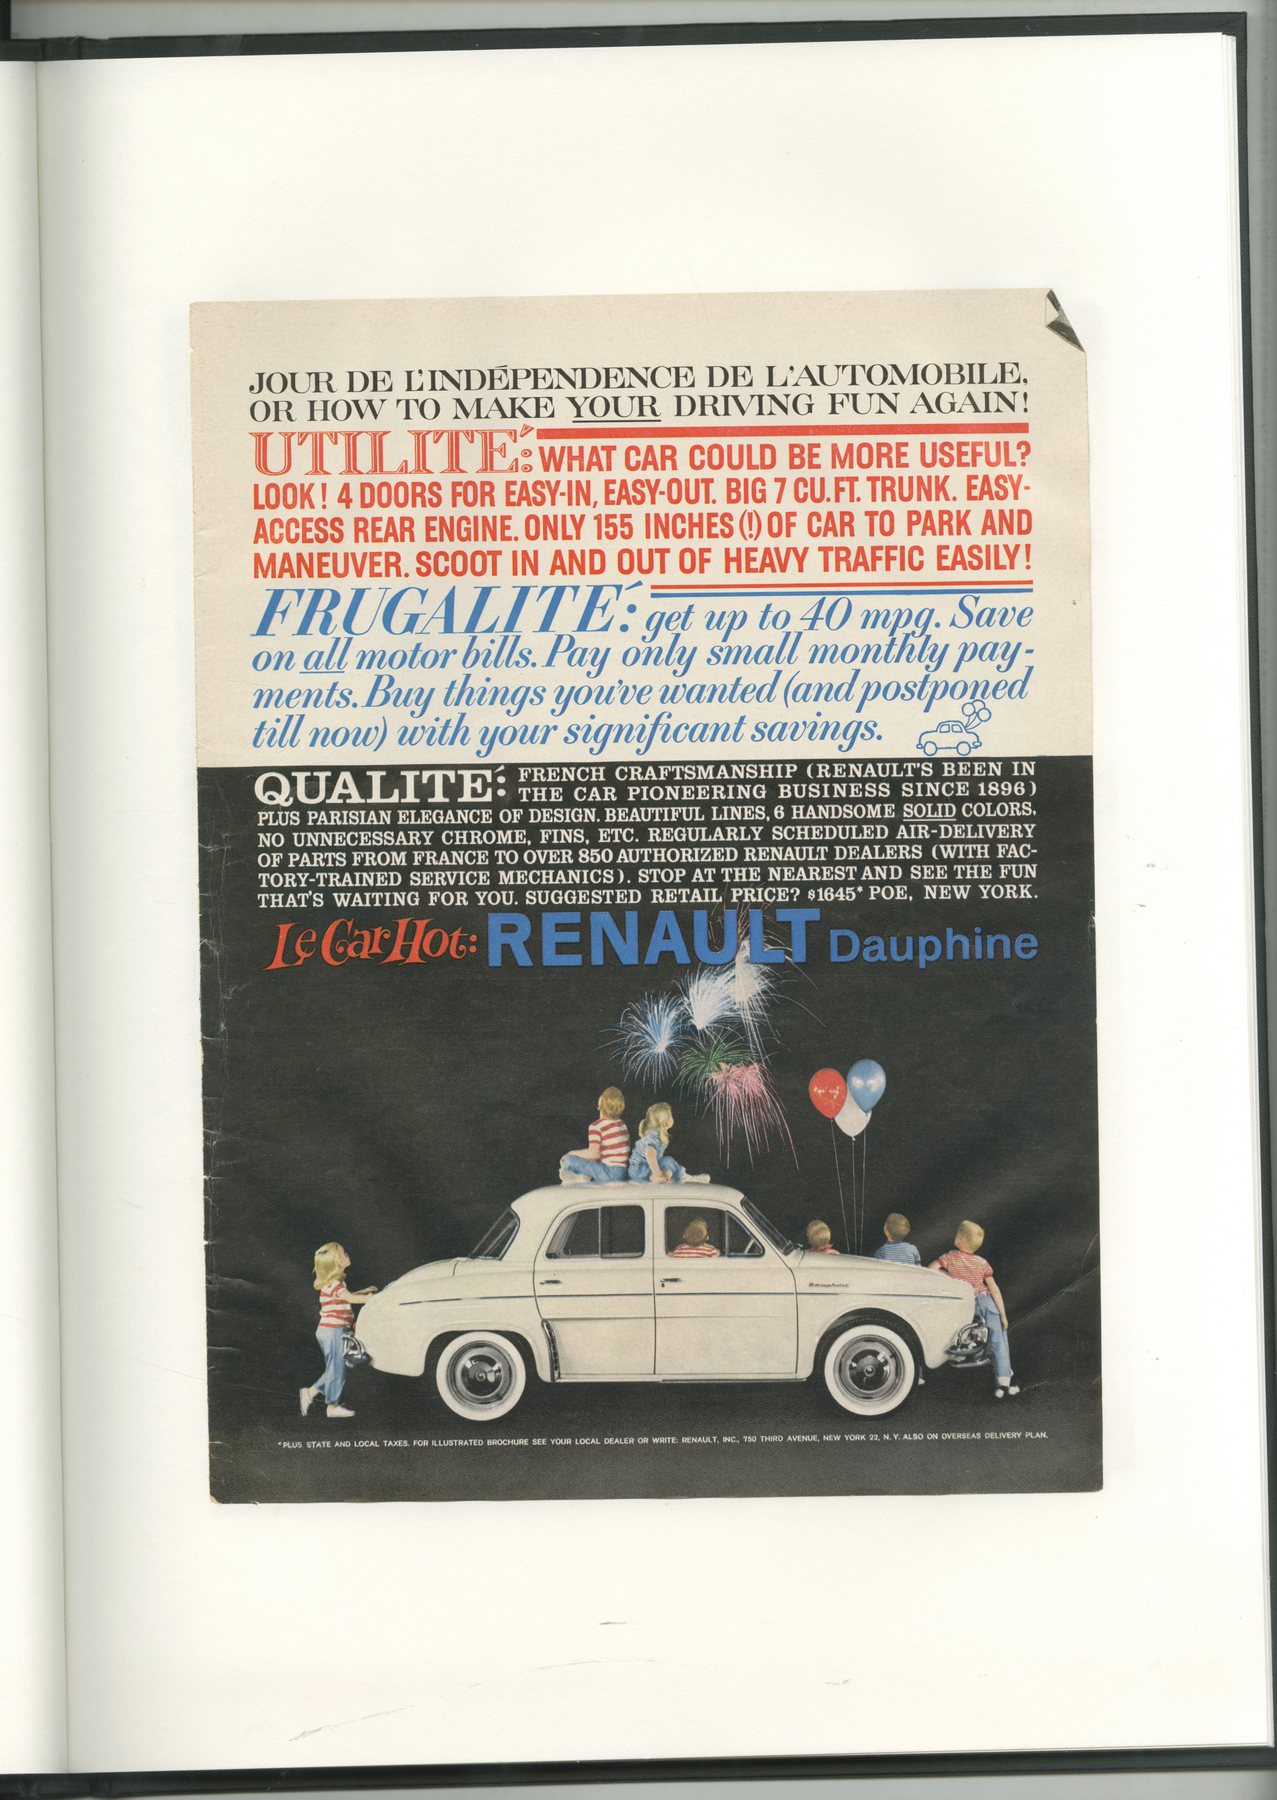 JOUR DE L'INDÉPENDENCE DE L'AUTOMOBILE,
OR HOW TO MAKE YOUR DRIVING FUN AGAIN!
UTILITÉ: WHAT CAR COULD BE MORE USEFUL?
LOOK! 4 DOORS FOR EASY-IN, EASY-OUT. BIG 7 CU. FT. TRUNK. EASY-
ACCESS REAR ENGINE. ONLY 155 INCHES (!) OF CAR TO PARK AND
MANEUVER. SCOOT IN AND OUT OF HEAVY TRAFFIC EASILY!
FRUGALITÉ: get up to 40 mpg. Save
on all motor bills. Pay only small monthly pay-
ments. Buy things you've wanted (and postponed
till now) with your significant savings.
QUALITÉ: FRENCH CRAFTSMANSHIP (RENAULT'S BEEN IN
THE CAR PIONEERING BUSINESS SINCE 1896)
PLUS PARISIAN ELEGANCE OF DESIGN. BEAUTIFUL LINES, 6 HANDSOME SOLID COLORS.
NO UNNECESSARY CHROME, FINS, ETC. REGULARLY SCHEDULED AIR-DELIVERY
OF PARTS FROM FRANCE TO OVER 850 AUTHORIZED RENAULT DEALERS (WITH FAC-
TORY-TRAINED SERVICE MECHANICS). STOP AT THE NEAREST AND SEE THE FUN
THAT'S WAITING FOR YOU. SUGGESTED RETAIL PRICE? $1645* POE, NEW YORK.
Le Car Hot: RENAULT Dauphine
Dauphine
*PLUS STATE AND LOCAL TAXES. FOR ILLUSTRATED BROCHURE SEE YOUR LOCAL DEALER OR WRITE: RENAULT, INC., 750 THIRD AVENUE, NEW YORK 22, N. Y. ALSO ON OVERSEAS DELIVERY PLAN.